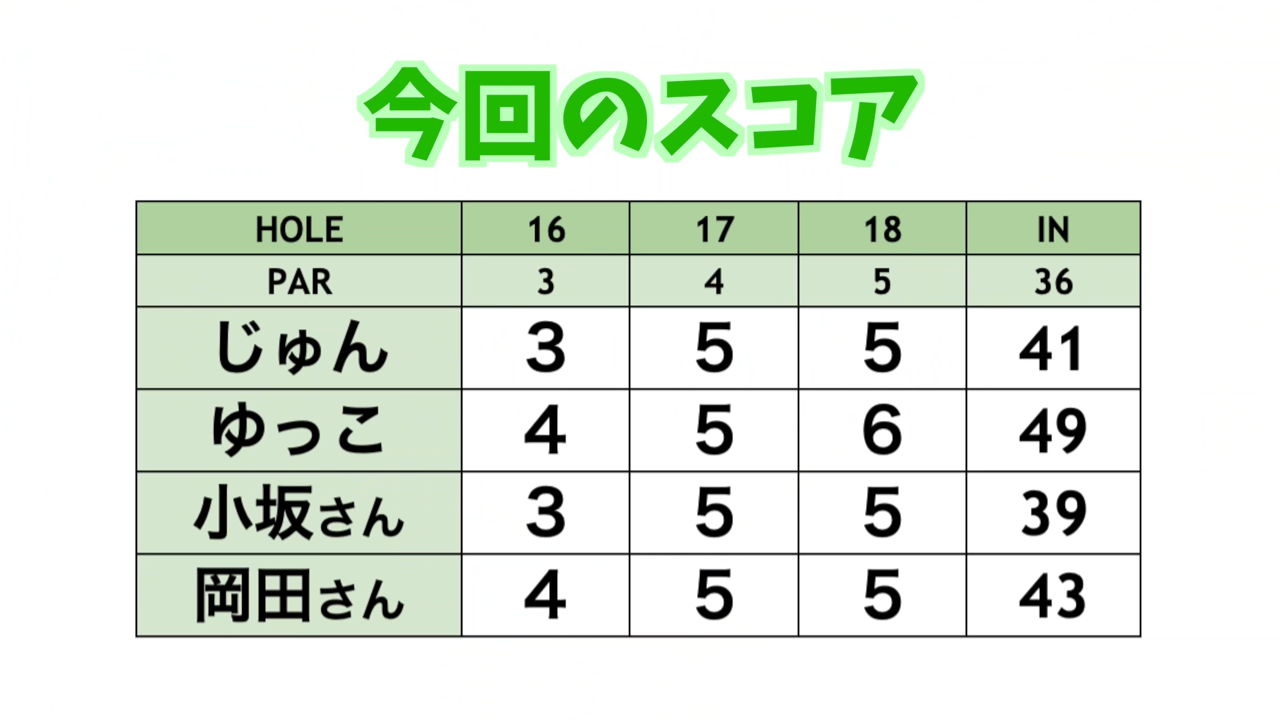 今回のスコア
HOLE 16 17 18 IN
PAR 3 4 5 36
じゅん 3 5 5 41
ゆっこ 4 5 6 49
小坂さん 3 5 5 39
岡田さん 4 5 5 43